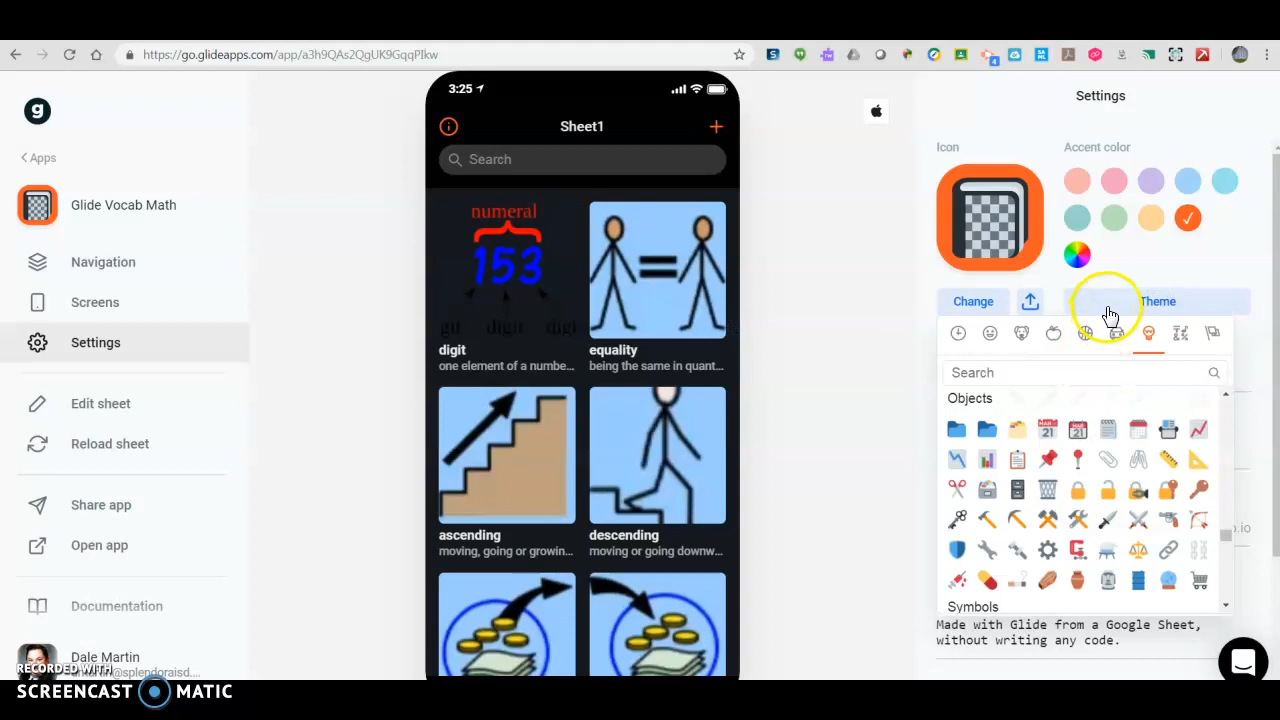 https://go.glideapps.com/app/a3h9QAs2QgUK9GqqPIkw
4
g
Apps
Glide Vocab Math
Navigation
Screens
Settings
Edit sheet
Reload sheet
Share app
Open app
Documentation
Dale Martin
RECORDED WITH
SCREENCAST MATIC
3:25
Sheet1
Search
numeral
153
digit
digit
one element of a numbe...
equality
being the same in quant...
ascending
moving, going or growin...
descending
moving or going downw...
Settings
Icon
Accent color
Change
Theme
Search
Objects
Symbols
Made with Glide from a Google Sheet,
without writing any code.